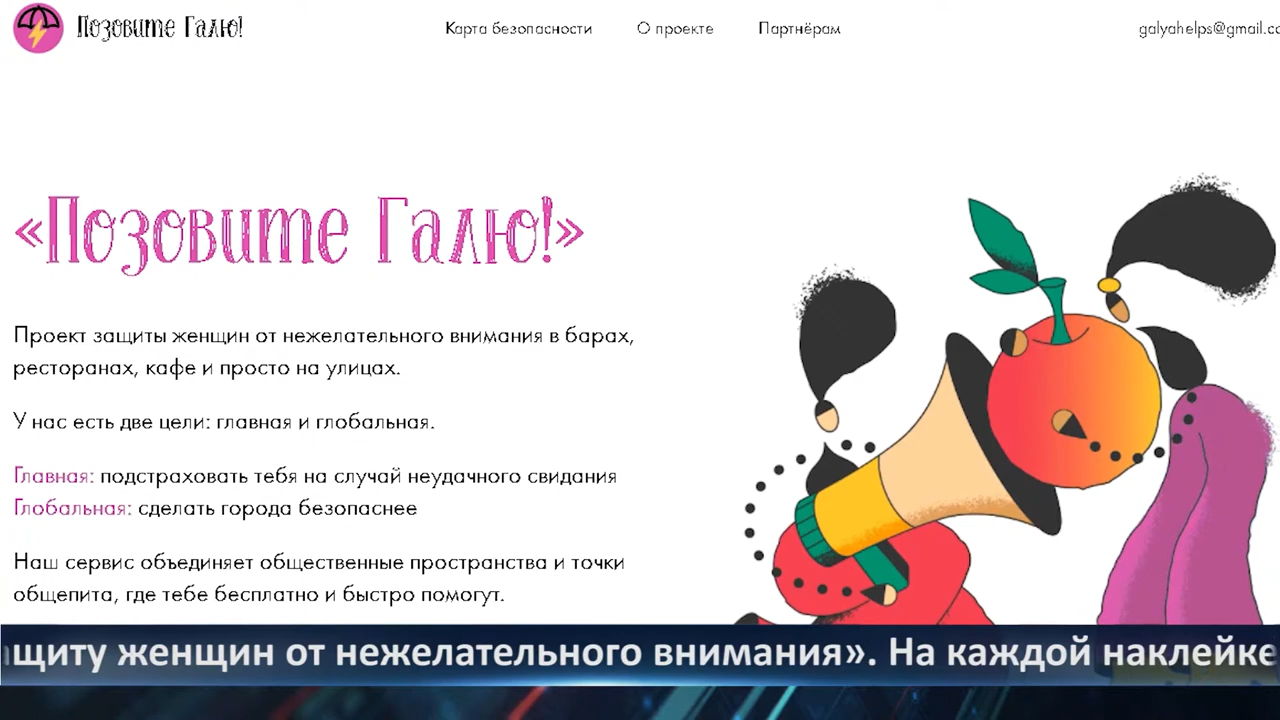 Позовите Галю!
Карта безопасности
О проекте
Партнёрам
galyahelps@gmail.co
«Позовите Галю!»
Проект защиты женщин от нежелательного внимания в барах,
ресторанах, кафе и просто на улицах.
У нас есть две цели: главная и глобальная.
Главная: подстраховать тебя на случай неудачного свидания
Глобальная: сделать города безопаснее
Наш сервис объединяет общественные пространства и точки
общепита, где тебе бесплатно и быстро помогут.
ащиту женщин от нежелательного внимания». На каждой наклейке